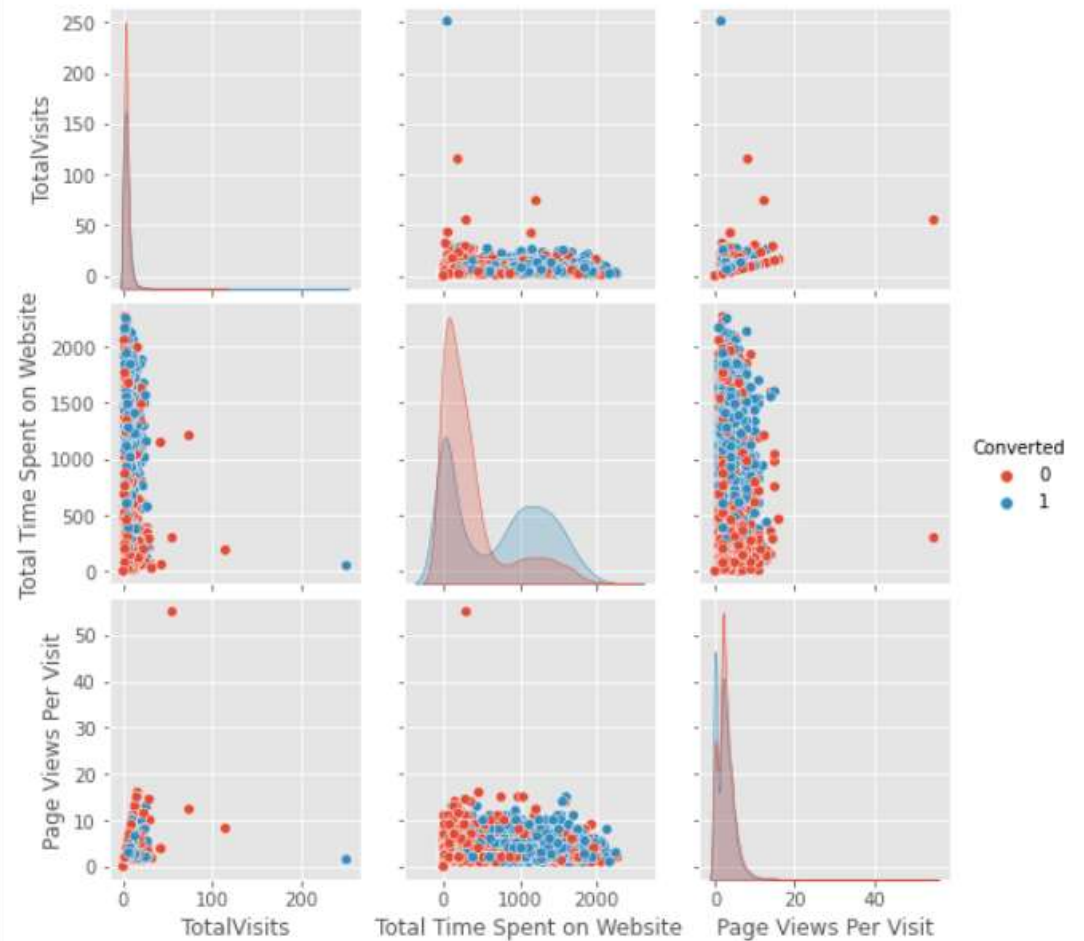 250
200
150
100
50
0
TotalVisits
2000
1500
1000
500
0
Total Time Spent on Website
Converted
0
1
50
40
30
20
10
0
Page Views Per Visit
0 100 200
0 1000 2000
0 20 40
TotalVisits
Total Time Spent on Website
Page Views Per Visit